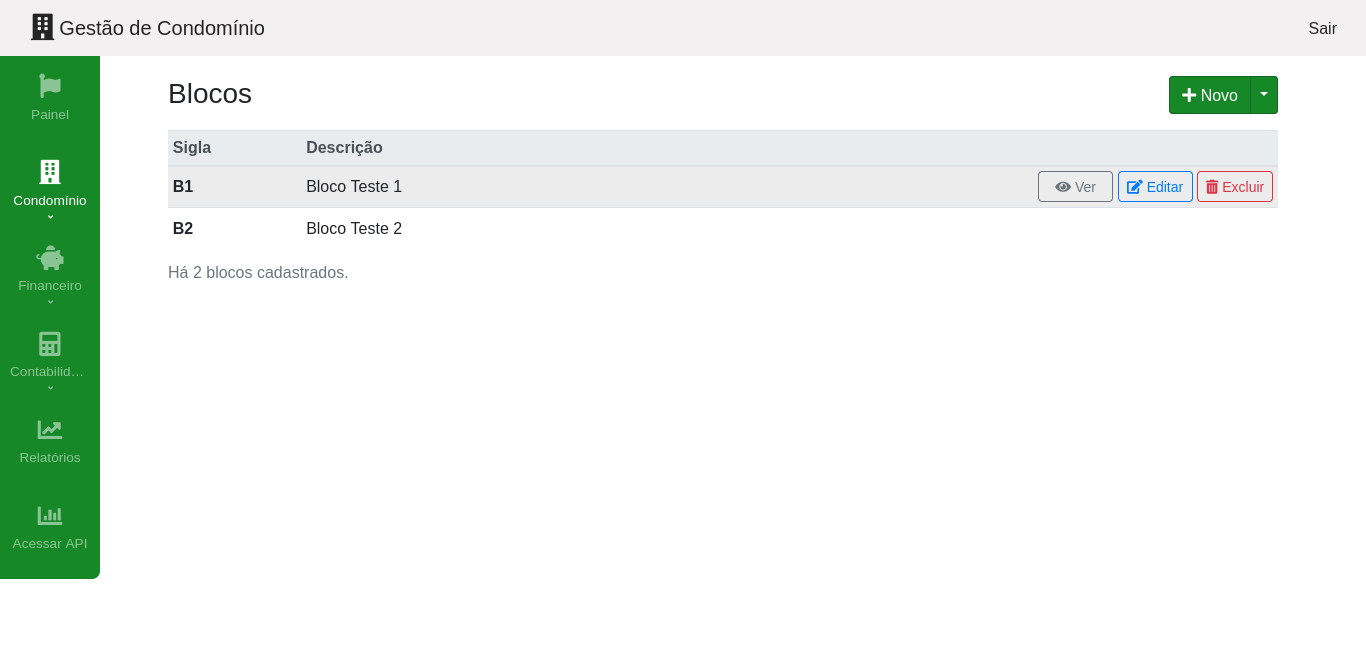 Gestão de Condomínio
Sair
Painel
Condomínio
Financeiro
Contabilid…
Relatórios
Acessar API
Blocos
Novo
Sigla Descrição
B1 Bloco Teste 1 Ver Editar Excluir
B2 Bloco Teste 2
Há 2 blocos cadastrados.